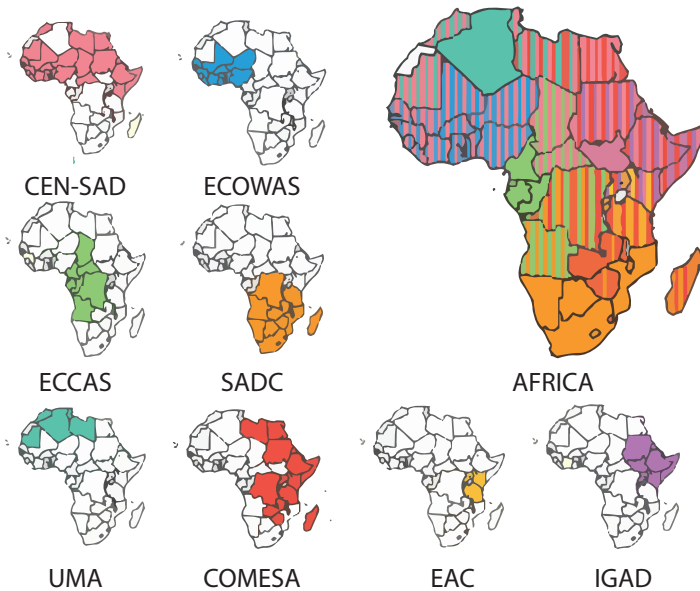 CEN-SAD
ECOWAS
ECCAS
SADC
AFRICA
UMA
COMESA
EAC
IGAD